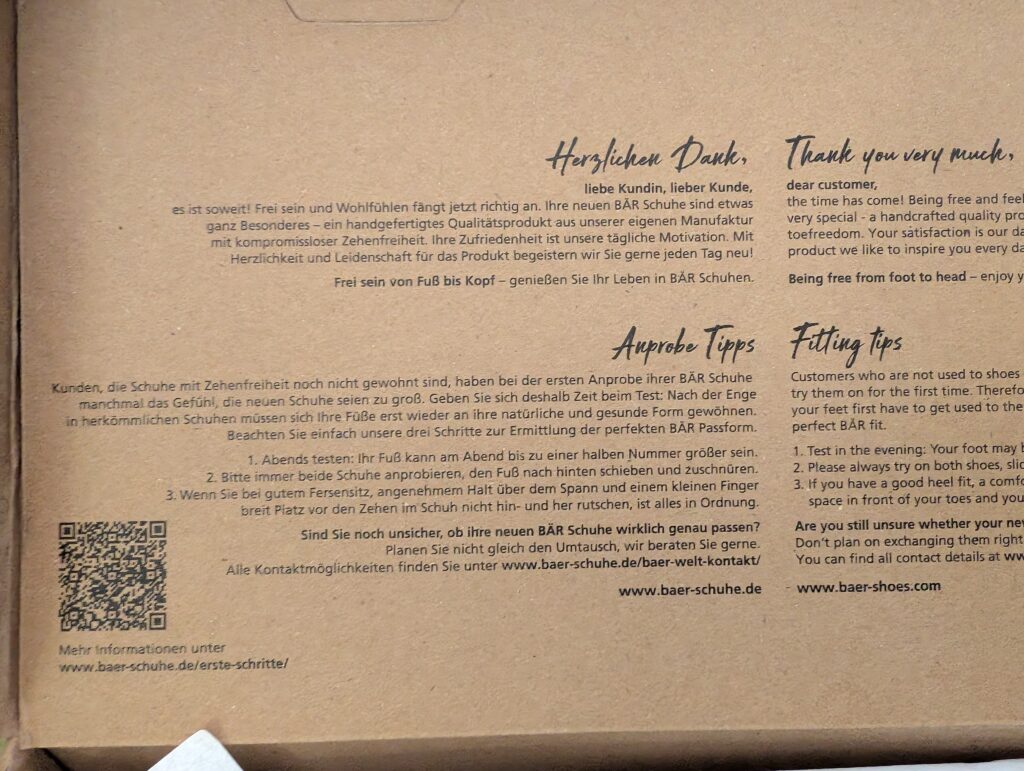 Herzlichen Dank,
liebe Kundin, lieber Kunde,
es ist soweit! Frei sein und Wohlfühlen fängt jetzt richtig an. Ihre neuen BÄR Schuhe sind etwas
ganz Besonderes – ein handgefertigtes Qualitätsprodukt aus unserer eigenen Manufaktur
mit kompromissloser Zehenfreiheit. Ihre Zufriedenheit ist unsere tägliche Motivation. Mit
Herzlichkeit und Leidenschaft für das Produkt begeistern wir Sie gerne jeden Tag neu!
Frei sein von Fuß bis Kopf – genießen Sie Ihr Leben in BÄR Schuhen.
Anprobe Tipps
Kunden, die Schuhe mit Zehenfreiheit noch nicht gewohnt sind, haben bei der ersten Anprobe ihrer BÄR Schuhe
manchmal das Gefühl, die neuen Schuhe seien zu groß. Geben Sie sich deshalb Zeit beim Test: Nach der Enge
in herkömmlichen Schuhen müssen sich Ihre Füße erst wieder an ihre natürliche und gesunde Form gewöhnen.
Beachten Sie einfach unsere drei Schritte zur Ermittlung der perfekten BÄR Passform.
1. Abends testen: Ihr Fuß kann am Abend bis zu einer halben Nummer größer sein.
2. Bitte immer beide Schuhe anprobieren, den Fuß nach hinten schieben und zuschnüren.
3. Wenn Sie bei gutem Fersensitz, angenehmem Halt über dem Spann und einem kleinen Finger
breit Platz vor den Zehen im Schuh nicht hin- und her rutschen, ist alles in Ordnung.
Sind Sie noch unsicher, ob ihre neuen BÄR Schuhe wirklich genau passen?
Planen Sie nicht gleich den Umtausch, wir beraten Sie gerne.
Alle Kontaktmöglichkeiten finden Sie unter www.baer-schuhe.de/baer-welt-kontakt/
www.baer-schuhe.de
Mehr Informationen unter
www.baer-schuhe.de/erste-schritte/
Thank you very much,
dear customer,
the time has come! Being free and feel
very special - a handcrafted quality pro
toefreedom. Your satisfaction is our da
product we like to inspire you every da
Being free from foot to head – enjoy y
Fitting tips
Customers who are not used to shoes
try them on for the first time. Therefo
your feet first have to get used to the
perfect BÄR fit.
1. Test in the evening: Your foot may b
2. Please always try on both shoes, slid
3. If you have a good heel fit, a comfo
space in front of your toes and you
Are you still unsure whether your new
Don't plan on exchanging them right
You can find all contact details at ww
www.baer-shoes.com